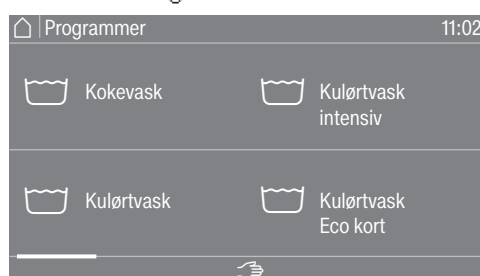 Programmer 11:02
Kokevask
Kulørtvask
intensiv
Kulørtvask
Kulørtvask
Eco kort